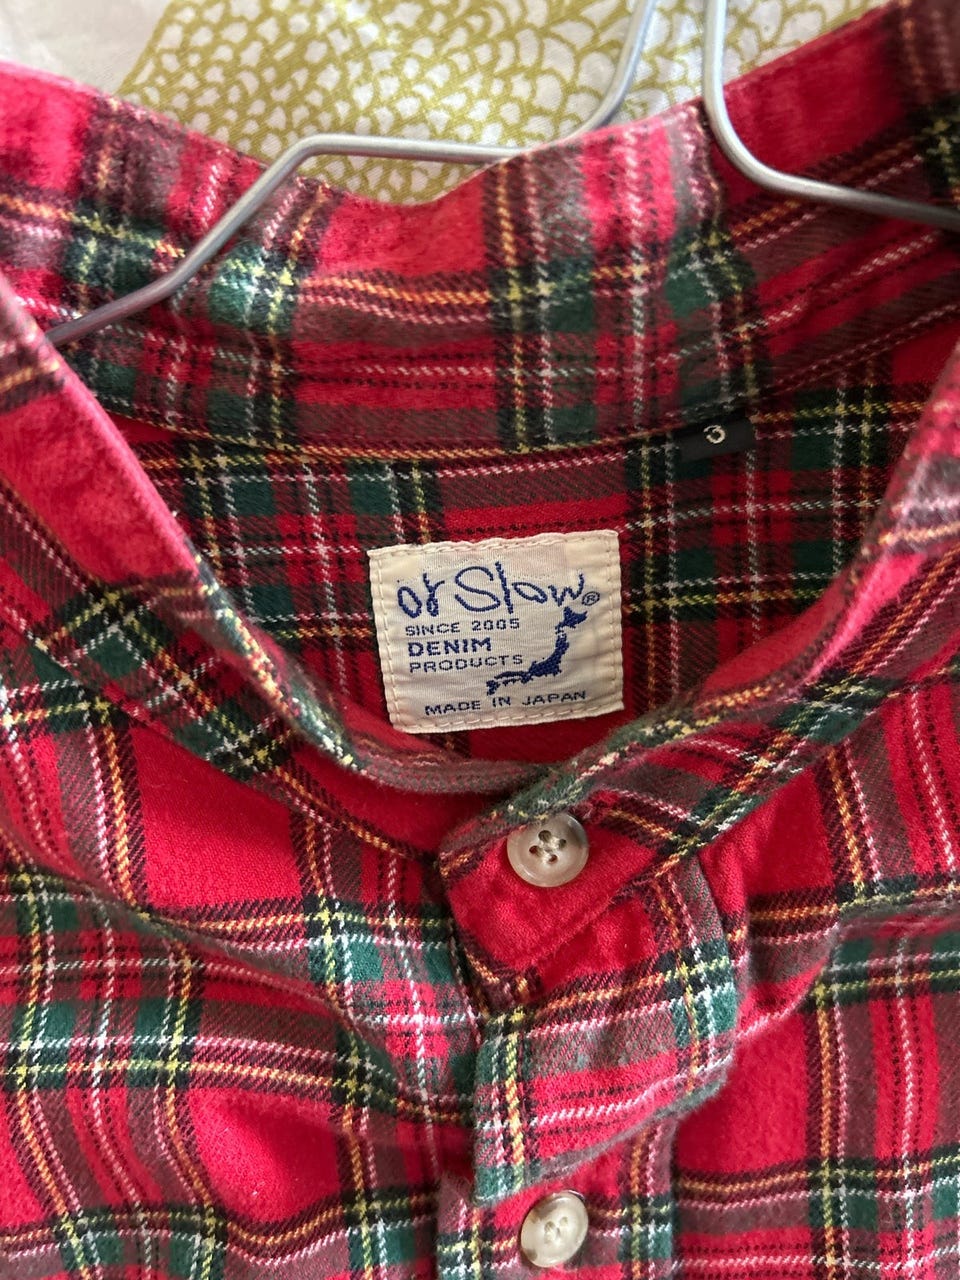 3
or Slow®
SINCE 2005
DENIM
PRODUCTS
MADE IN JAPAN